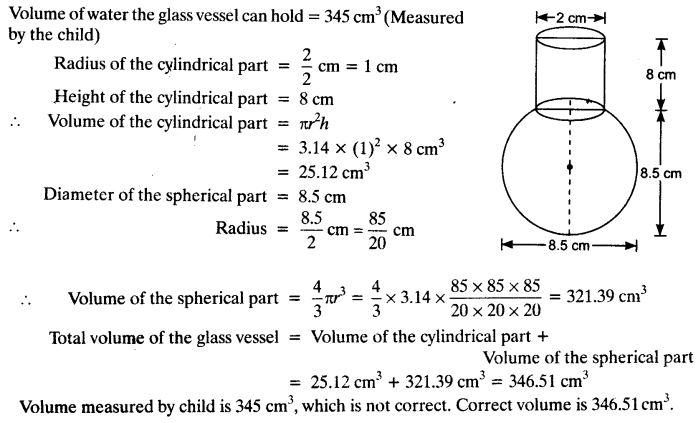 Volume of water the glass vessel can hold = 345 cm³ (Measured
by the child)
Radius of the cylindrical part = 2/2 cm = 1 cm
Height of the cylindrical part = 8 cm
∴ Volume of the cylindrical part = πr²h
= 3.14 × (1)² × 8 cm³
= 25.12 cm³
Diameter of the spherical part = 8.5 cm
∴ Radius = 8.5/2 cm = 85/20 cm
∴ Volume of the spherical part = 4/3 πr³ = 4/3 × 3.14 × (85 × 85 × 85)/(20 × 20 × 20) = 321.39 cm³
Total volume of the glass vessel = Volume of the cylindrical part +
Volume of the spherical part
= 25.12 cm³ + 321.39 cm³ = 346.51 cm³
Volume measured by child is 345 cm³, which is not correct. Correct volume is 346.51 cm³.
2 cm
8 cm
8.5 cm
8.5 cm